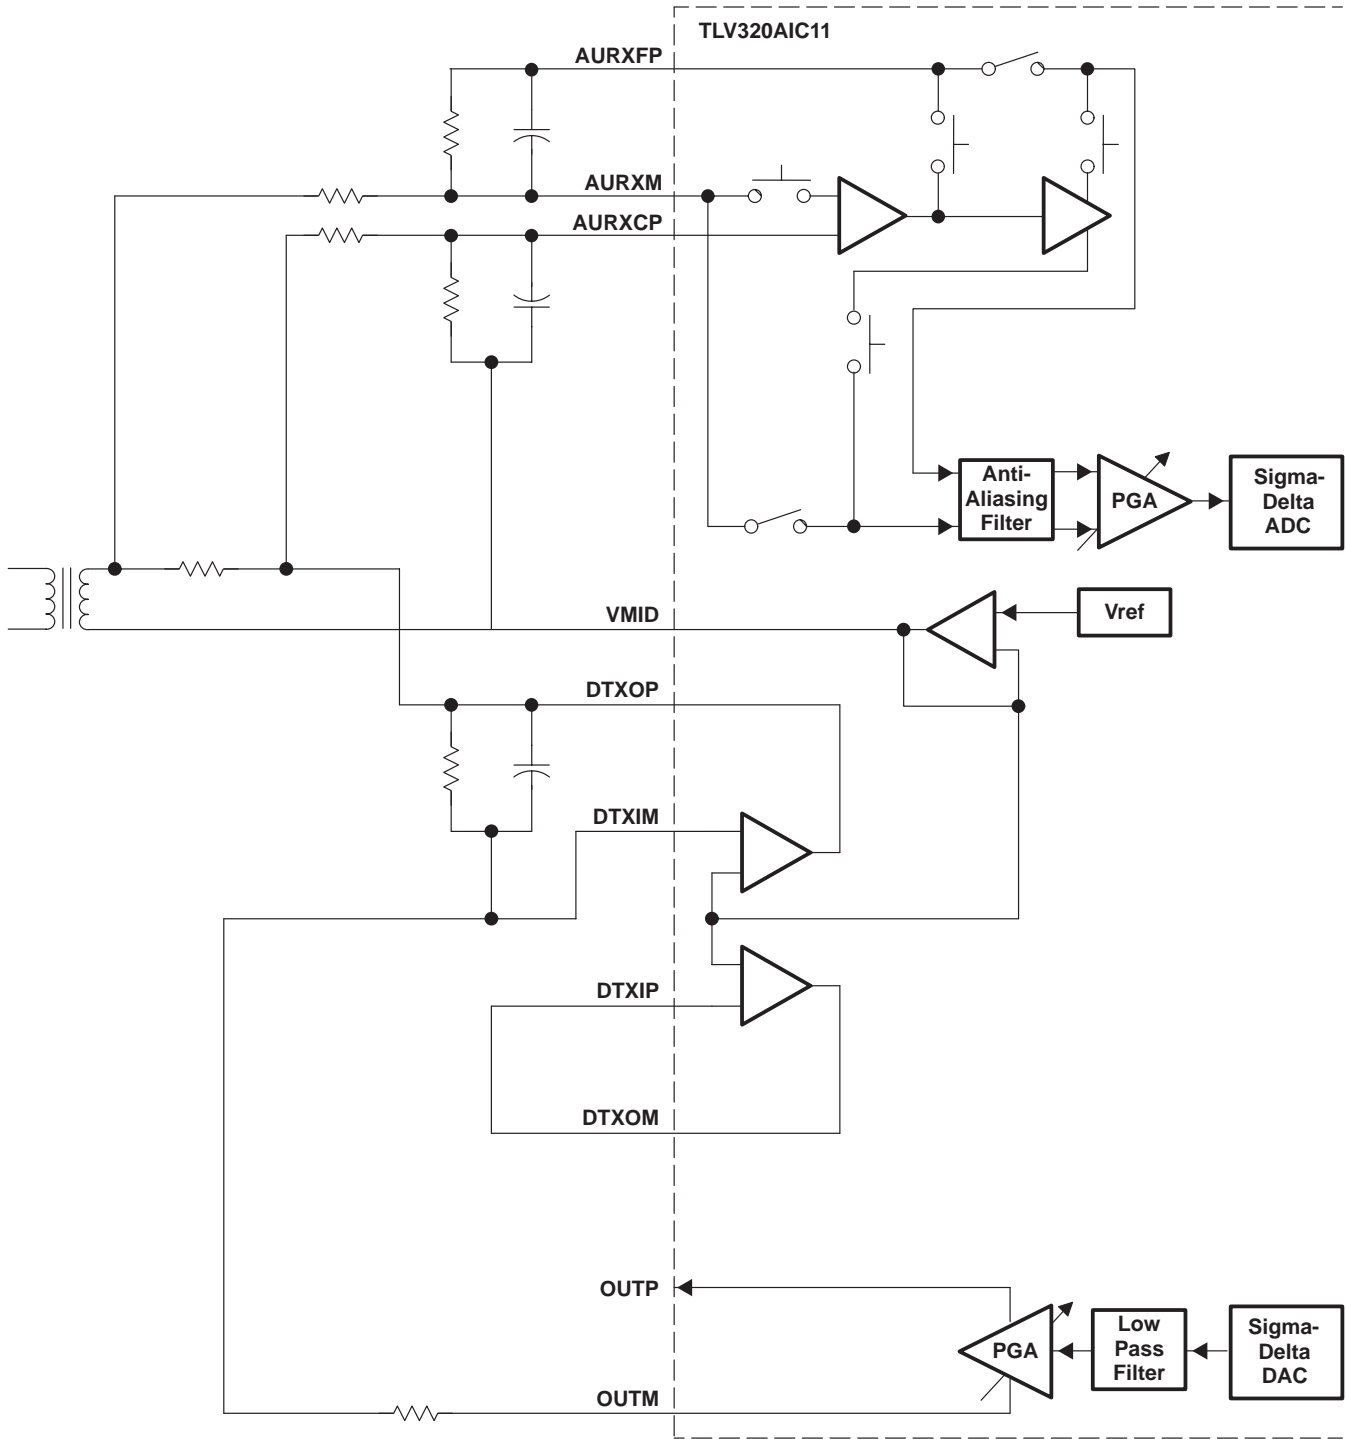 TLV320AIC11
AURXFP
AURXM
AURXCP
Anti-
Aliasing
Filter
PGA
Sigma-
Delta
ADC
VMID
Vref
DTXOP
DTXIM
DTXIP
DTXOM
OUTP
PGA
Low
Pass
Filter
Sigma-
Delta
DAC
OUTM